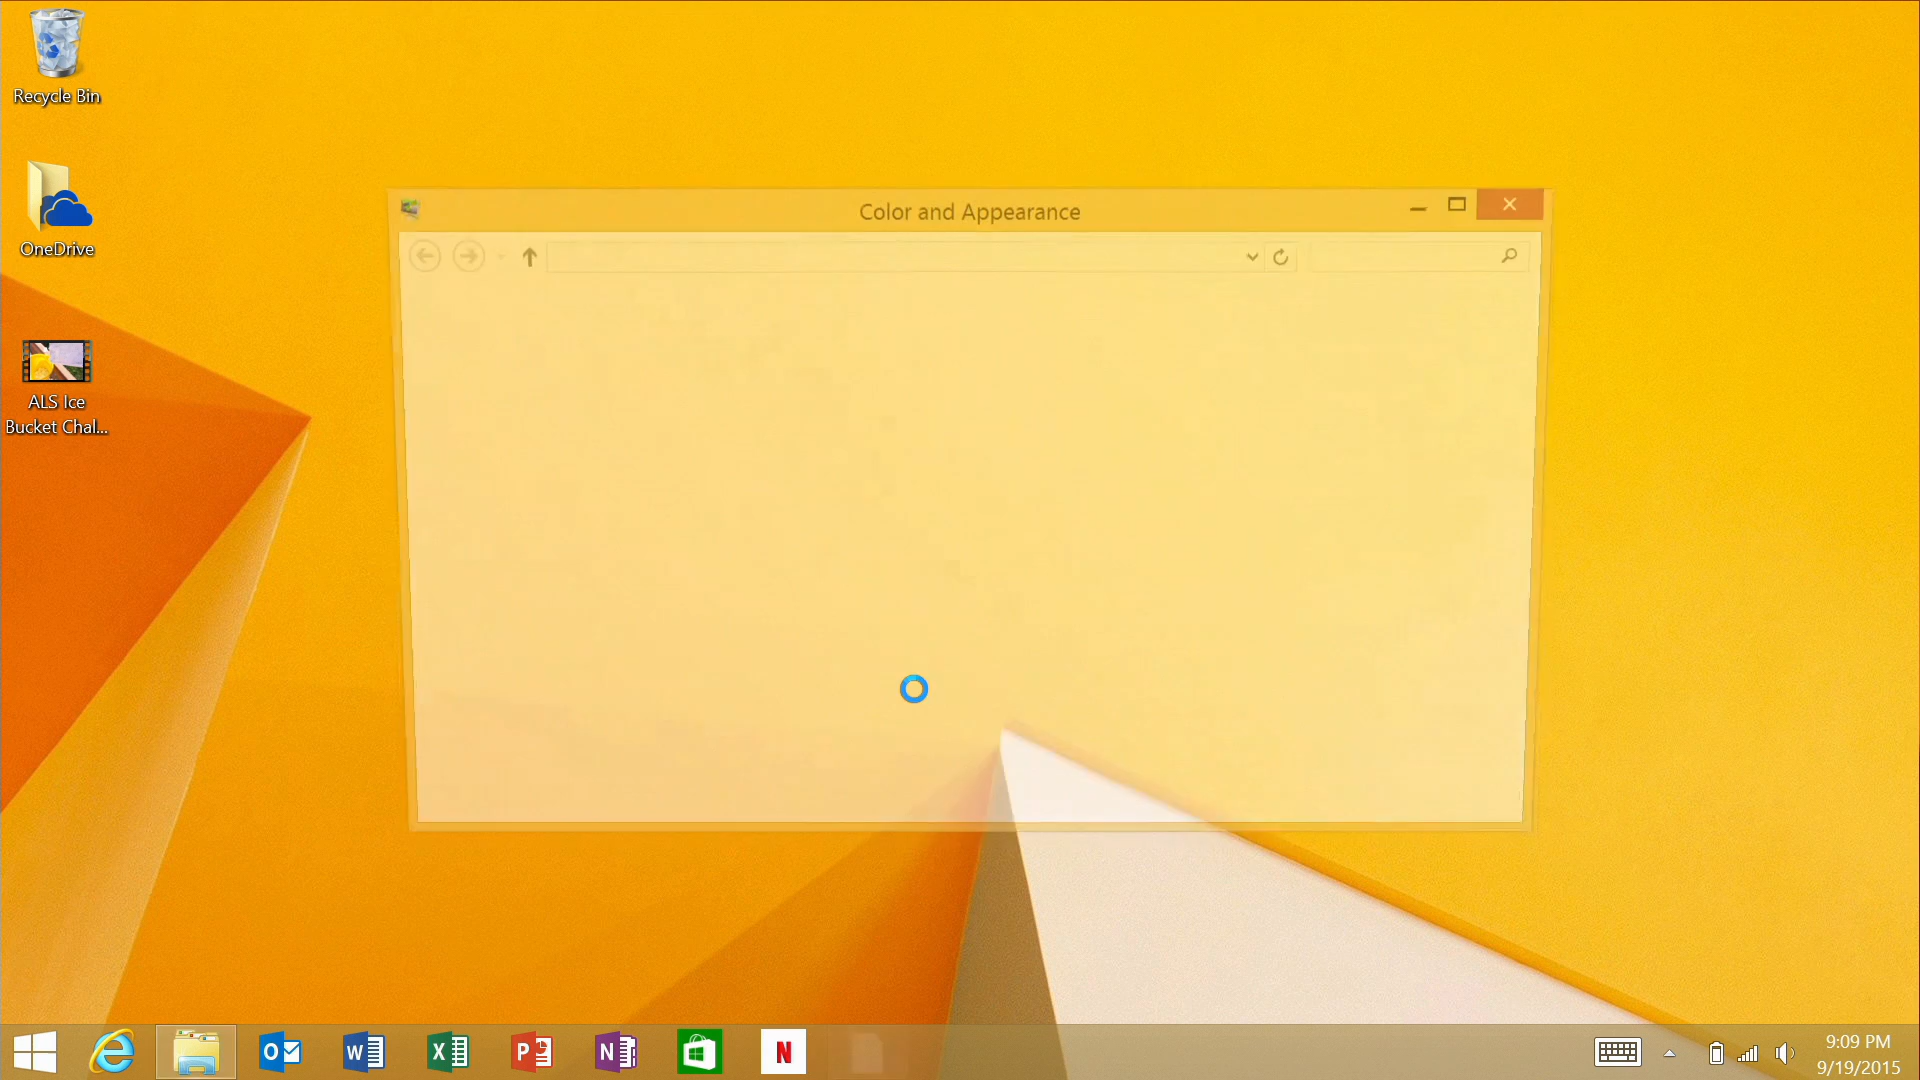 Recycle Bin
OneDrive
ALS Ice
Bucket Chal...
Color and Appearance
O
W
X
P
N
N
9:09 PM
9/19/2015